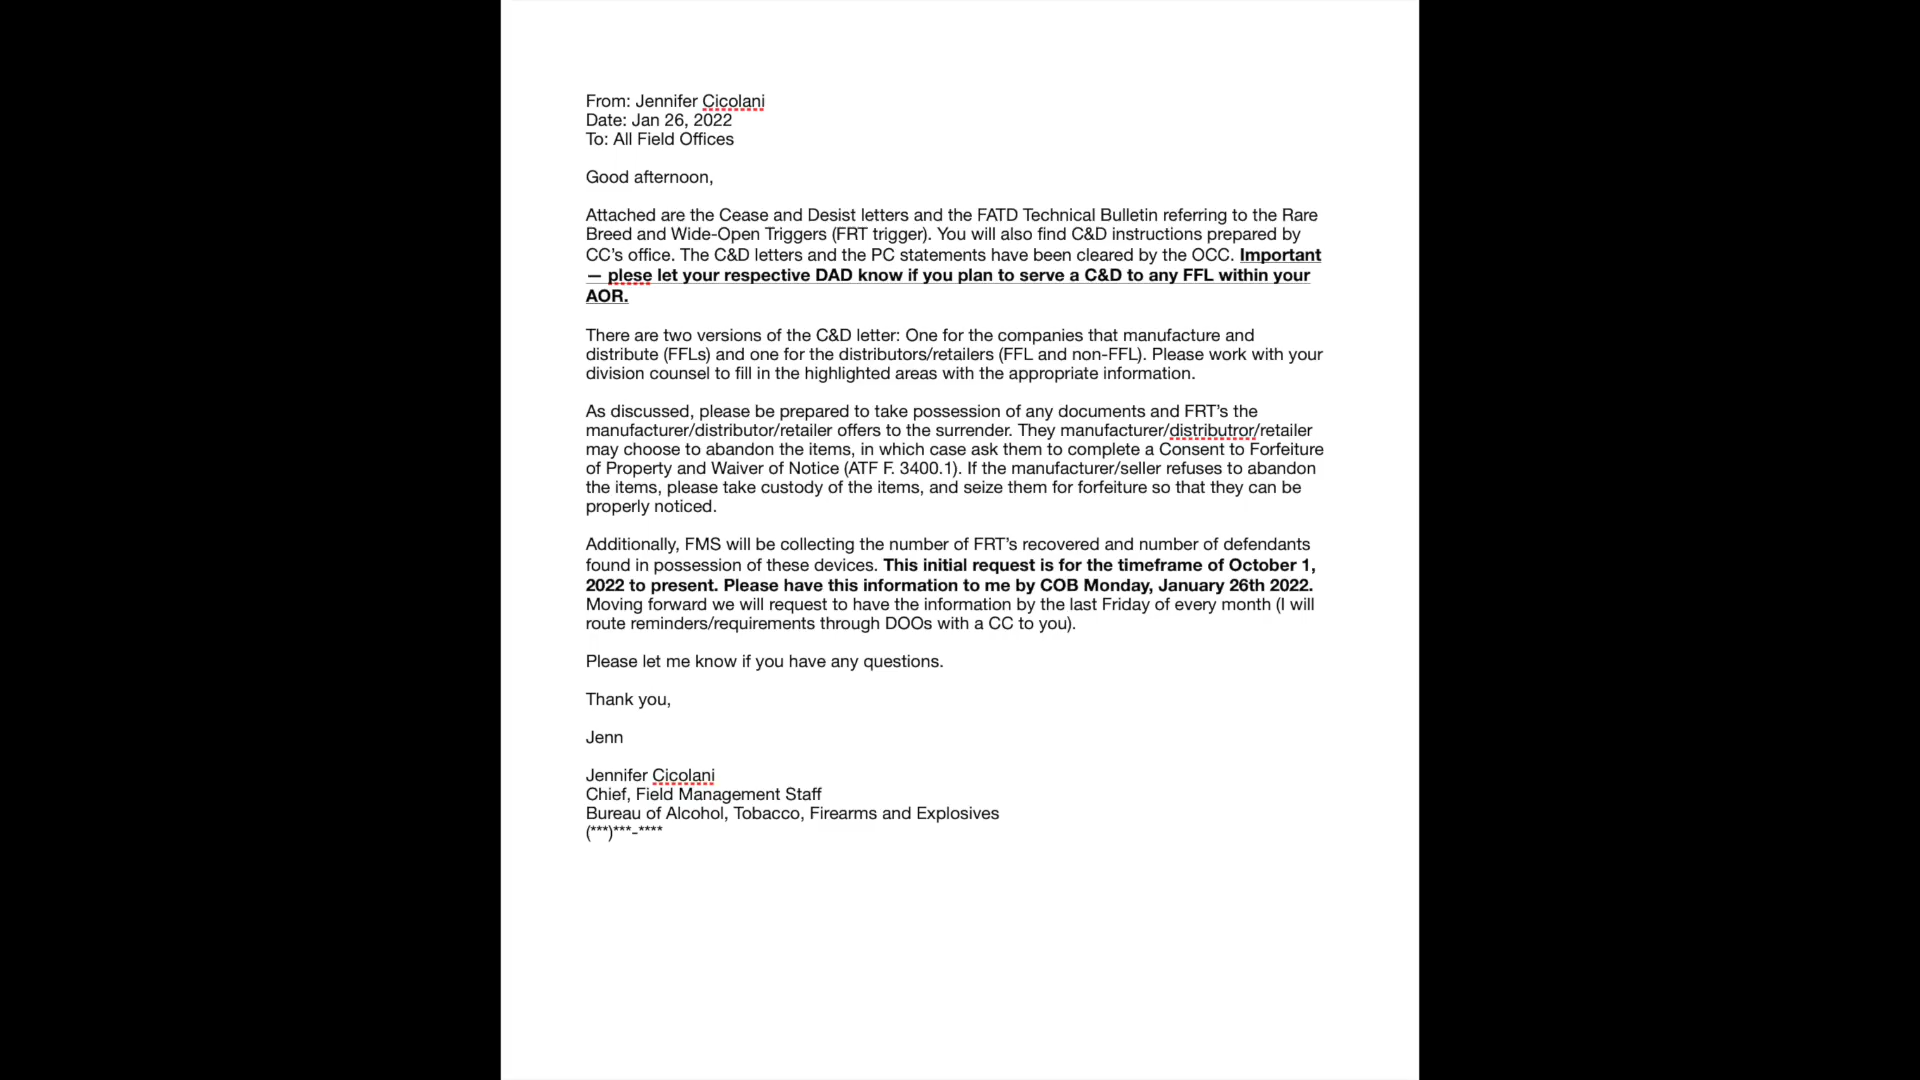 From: Jennifer Cicolani
Date: Jan 26, 2022
To: All Field Offices
Good afternoon,
Attached are the Cease and Desist letters and the FATD Technical Bulletin referring to the Rare
Breed and Wide-Open Triggers (FRT trigger). You will also find C&D instructions prepared by
CC’s office. The C&D letters and the PC statements have been cleared by the OCC. Important
— plese let your respective DAD know if you plan to serve a C&D to any FFL within your
AOR.
There are two versions of the C&D letter: One for the companies that manufacture and
distribute (FFLs) and one for the distributors/retailers (FFL and non-FFL). Please work with your
division counsel to fill in the highlighted areas with the appropriate information.
As discussed, please be prepared to take possession of any documents and FRT’s the
manufacturer/distributor/retailer offers to the surrender. They manufacturer/distributror/retailer
may choose to abandon the items, in which case ask them to complete a Consent to Forfeiture
of Property and Waiver of Notice (ATF F. 3400.1). If the manufacturer/seller refuses to abandon
the items, please take custody of the items, and seize them for forfeiture so that they can be
properly noticed.
Additionally, FMS will be collecting the number of FRT’s recovered and number of defendants
found in possession of these devices. This initial request is for the timeframe of October 1,
2022 to present. Please have this information to me by COB Monday, January 26th 2022.
Moving forward we will request to have the information by the last Friday of every month (I will
route reminders/requirements through DOOs with a CC to you).
Please let me know if you have any questions.
Thank you,
Jenn
Jennifer Cicolani
Chief, Field Management Staff
Bureau of Alcohol, Tobacco, Firearms and Explosives
(***)***-****